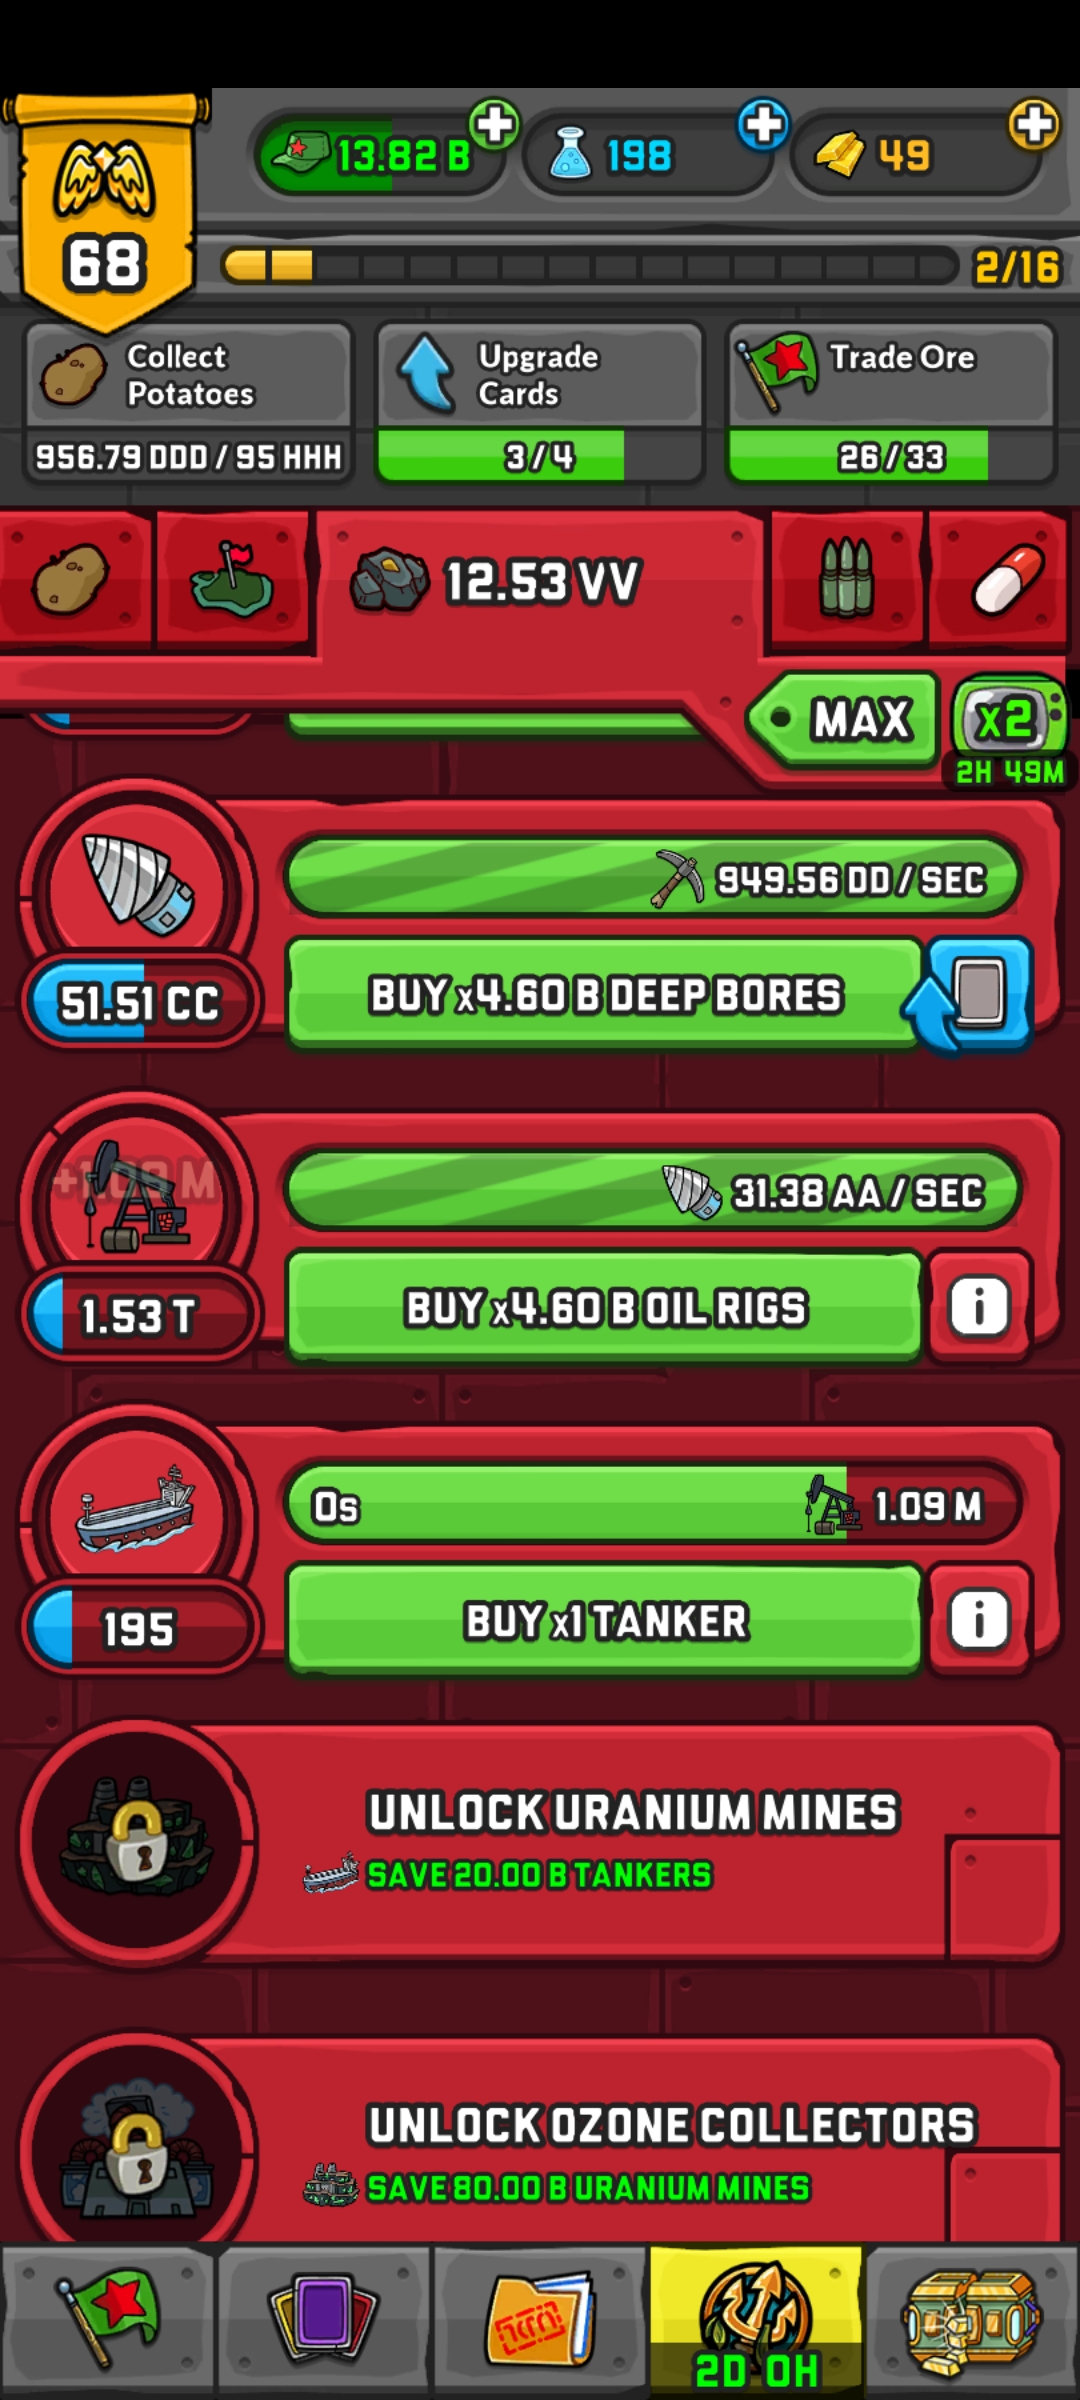 13.82 B
198
49
68
2/16
Collect
Potatoes
956.79 DDD / 95 HHH
Upgrade
Cards
3/4
Trade Ore
26/33
12.53 VV
MAX
x2
2H 49M
949.56 DD / SEC
51.51 CC
BUY x4.60 B DEEP BORES
+1.09 M
31.38 AA / SEC
1.53 T
BUY x4.60 B OIL RIGS
i
0s
1.09 M
195
BUY x1 TANKER
i
UNLOCK URANIUM MINES
SAVE 20.00 B TANKERS
UNLOCK OZONE COLLECTORS
SAVE 80.00 B URANIUM MINES
2D 0H